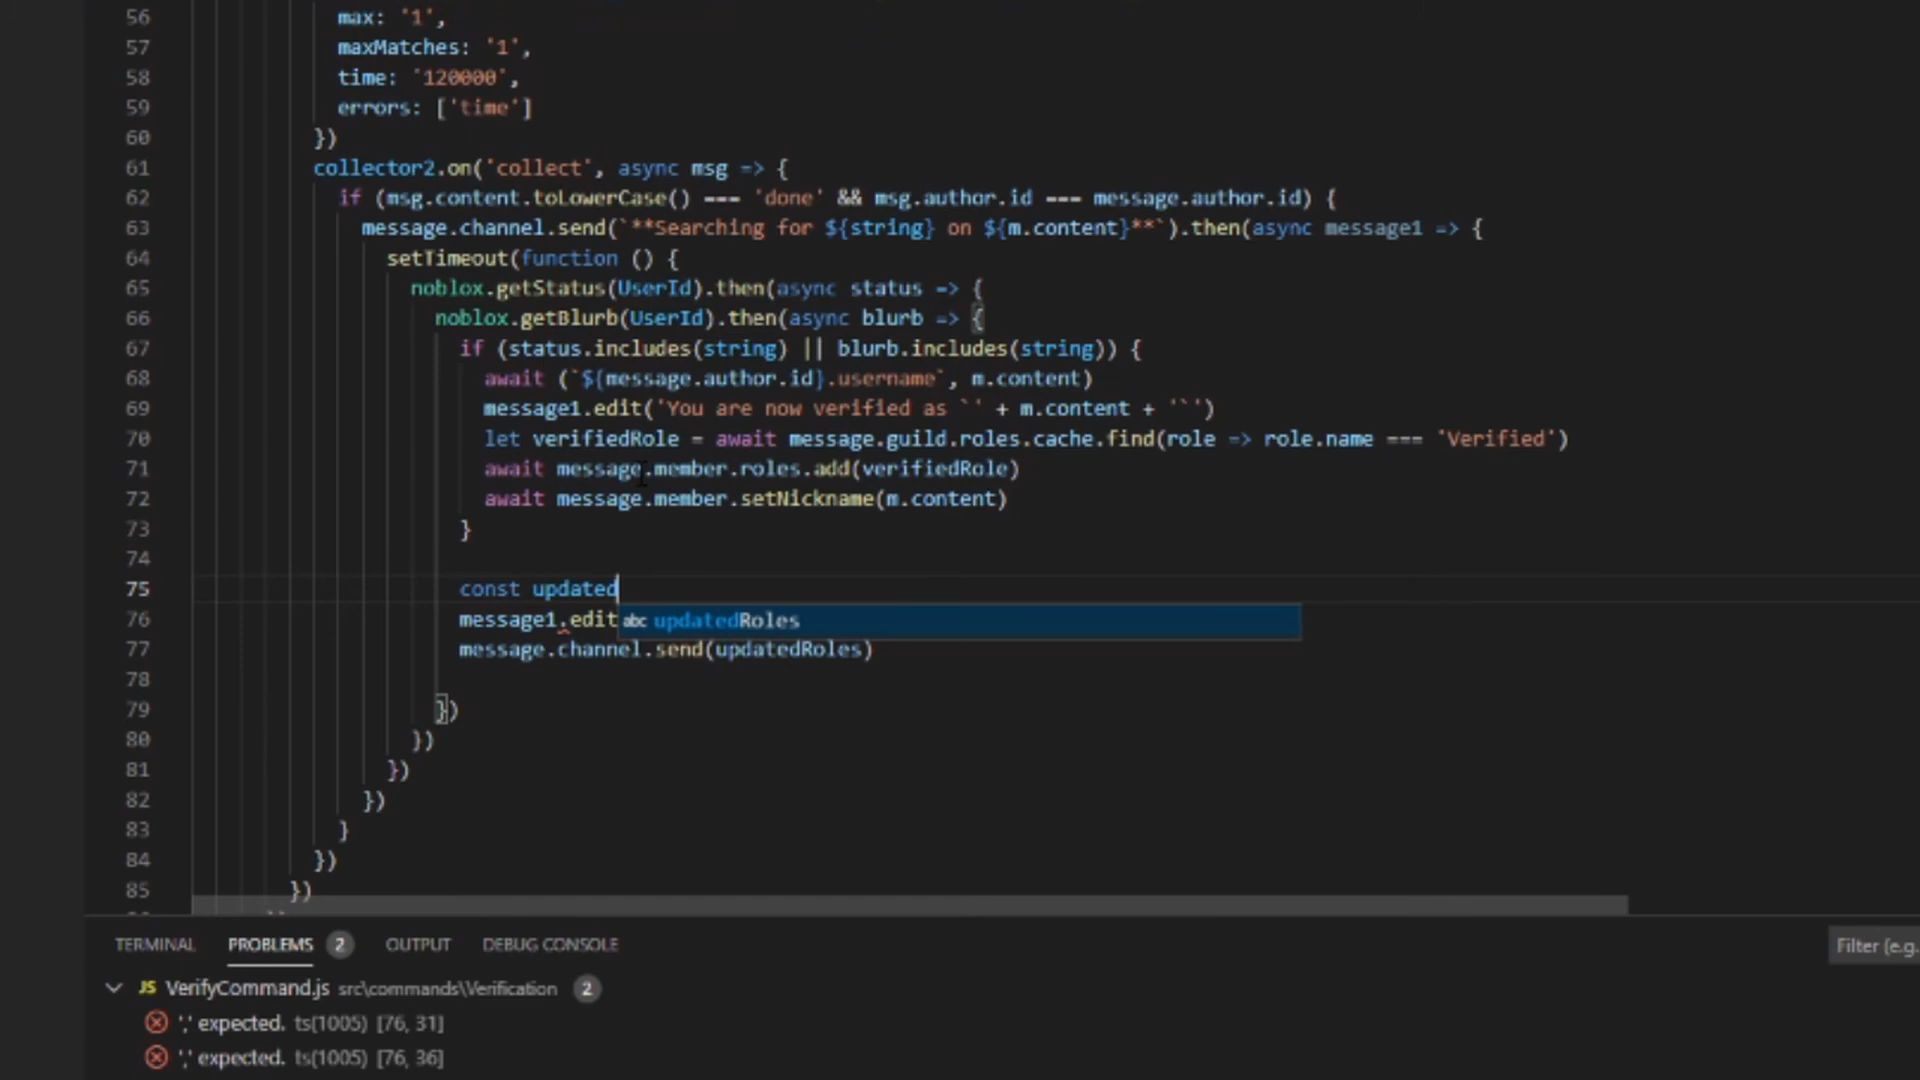 56 max: '1',
57 maxMatches: '1',
58 time: '120000',
59 errors: ['time']
60 })
61 collector2.on('collect', async msg => {
62 if (msg.content.toLowerCase() === 'done' && msg.author.id === message.author.id) {
63 message.channel.send(`**Searching for ${string} on ${m.content}**`).then(async message1 => {
64 setTimeout(function () {
65 noblox.getStatus(UserId).then(async status => {
66 noblox.getBlurb(UserId).then(async blurb => {
67 if (status.includes(string) || blurb.includes(string)) {
68 await (`${message.author.id}.username`, m.content)
69 message1.edit('You are now verified as `' + m.content + '`')
70 let verifiedRole = await message.guild.roles.cache.find(role => role.name === 'Verified')
71 await message.member.roles.add(verifiedRole)
72 await message.member.setNickname(m.content)
73 }
74
75 const updated
76 message1.edit abc updatedRoles
77 message.channel.send(updatedRoles)
78
79 })
80 })
81 })
82 })
83 }
84 })
85 })
TERMINAL PROBLEMS 2 OUTPUT DEBUG CONSOLE Filter (e.g.
JS VerifyCommand.js src\commands\Verification 2
',' expected. ts(1005) [76, 31]
',' expected. ts(1005) [76, 36]